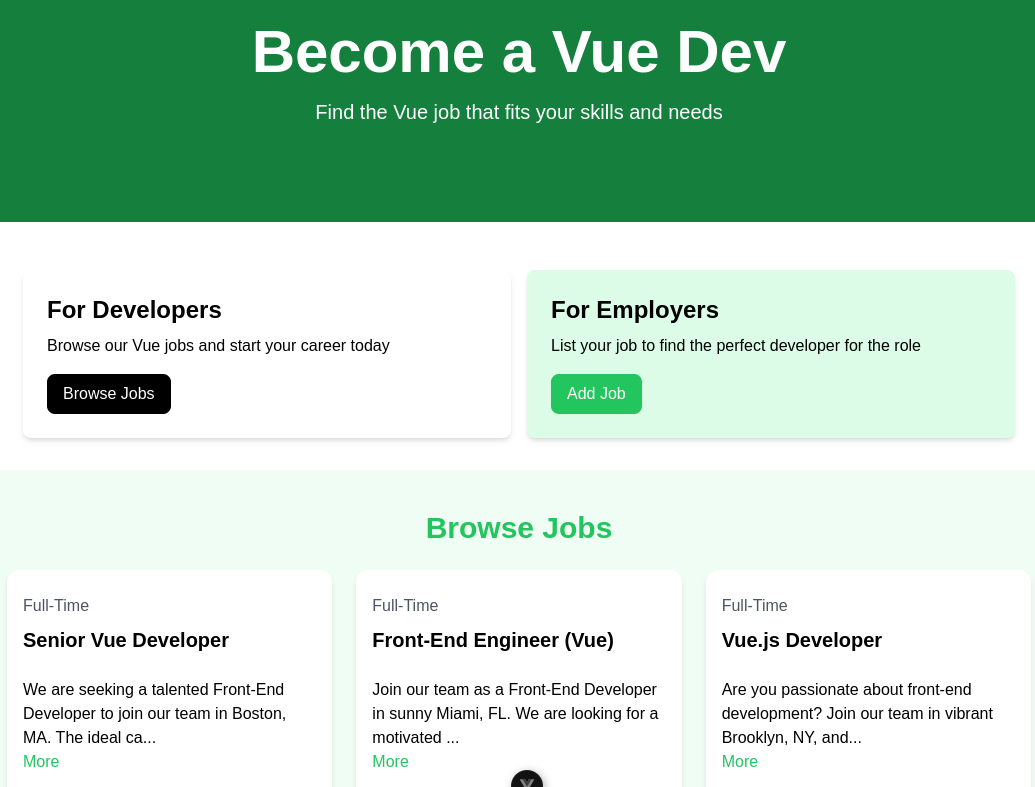 Become a Vue Dev
Find the Vue job that fits your skills and needs
For Developers
Browse our Vue jobs and start your career today
Browse Jobs
For Employers
List your job to find the perfect developer for the role
Add Job
Browse Jobs
Full-Time
Senior Vue Developer
We are seeking a talented Front-End
Developer to join our team in Boston,
MA. The ideal ca...
More
Full-Time
Front-End Engineer (Vue)
Join our team as a Front-End Developer
in sunny Miami, FL. We are looking for a
motivated ...
More
Full-Time
Vue.js Developer
Are you passionate about front-end
development? Join our team in vibrant
Brooklyn, NY, and...
More